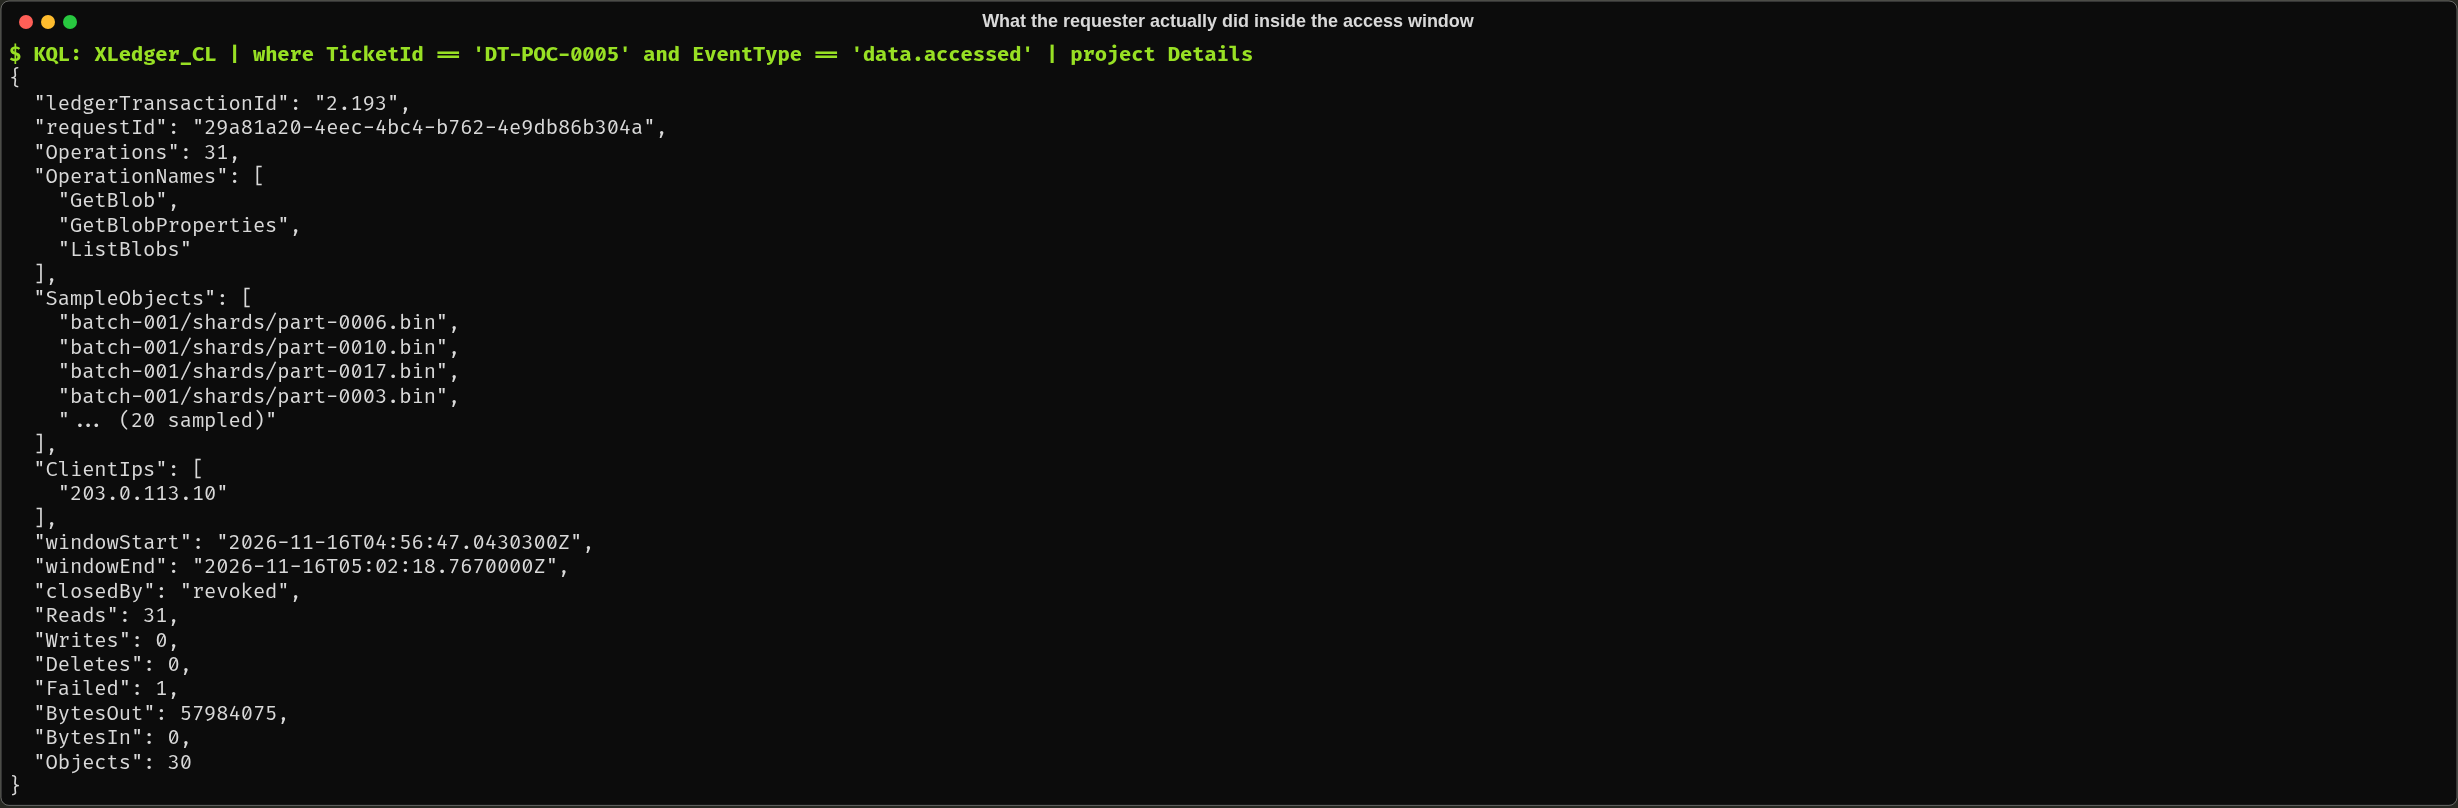 What the requester actually did inside the access window
$ KQL: XLedger_CL | where TicketId == 'DT-POC-0005' and EventType == 'data.accessed' | project Details
{
  "ledgerTransactionId": "2.193",
  "requestId": "29a81a20-4eec-4bc4-b762-4e9db86b304a",
  "Operations": 31,
  "OperationNames": [
    "GetBlob",
    "GetBlobProperties",
    "ListBlobs"
  ],
  "SampleObjects": [
    "batch-001/shards/part-0006.bin",
    "batch-001/shards/part-0010.bin",
    "batch-001/shards/part-0017.bin",
    "batch-001/shards/part-0003.bin",
    "... (20 sampled)"
  ],
  "ClientIps": [
    "203.0.113.10"
  ],
  "windowStart": "2026-11-16T04:56:47.0430300Z",
  "windowEnd": "2026-11-16T05:02:18.7670000Z",
  "closedBy": "revoked",
  "Reads": 31,
  "Writes": 0,
  "Deletes": 0,
  "Failed": 1,
  "BytesOut": 57984075,
  "BytesIn": 0,
  "Objects": 30
}